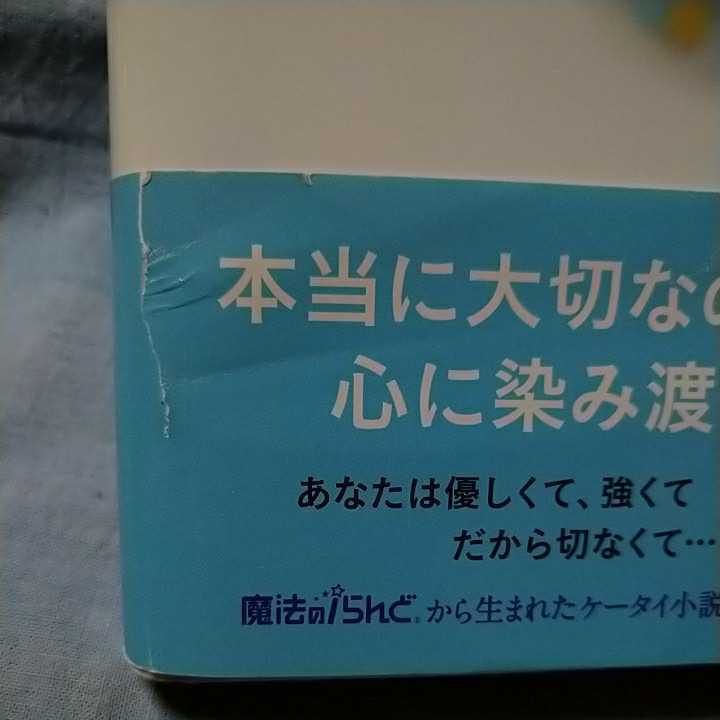 本当に大切なの
心に染み渡
あなたは優しくて、強くて
だから切なくて…
魔法のiらんど®から生まれたケータイ小説